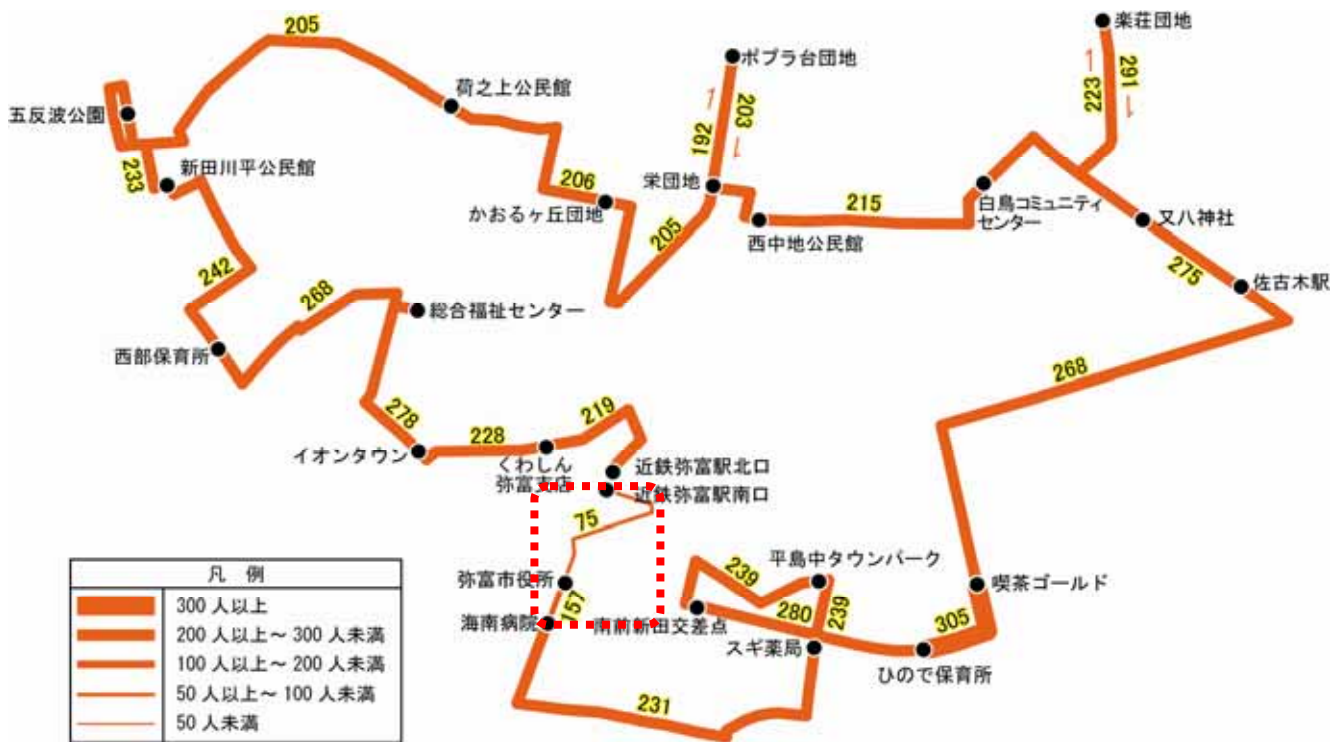 205
楽荘団地
ポプラ台団地
荷之上公民館
五反波公園
1
203
192
1
291
223
233
新田川平公民館
206
栄団地
かおるヶ丘団地
205
西中地公民館
215
白鳥コミュニティ
センター
又八神社
275
佐古木駅
242
268
総合福祉センター
西部保育所
268
278
228
219
イオンタウン
くわしん
弥富支店
近鉄弥富駅北口
近鉄弥富駅南口
75
弥富市役所
157
海南病院
239
平島中タウンパーク
280
239
南前新田交差点
スギ薬局
喫茶ゴールド
305
ひので保育所
231
凡 例
300 人以上
200 人以上～ 300 人未満
100 人以上～ 200 人未満
50 人以上～ 100 人未満
50 人未満